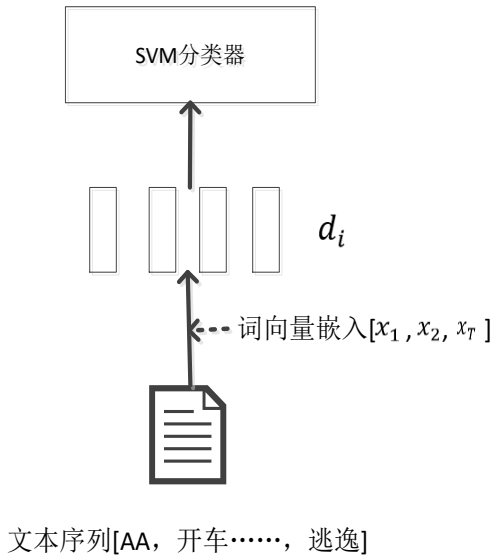 SVM分类器
d_i
词向量嵌入[x_1 , x_2, x_T ]
文本序列[AA，开车……，逃逸]